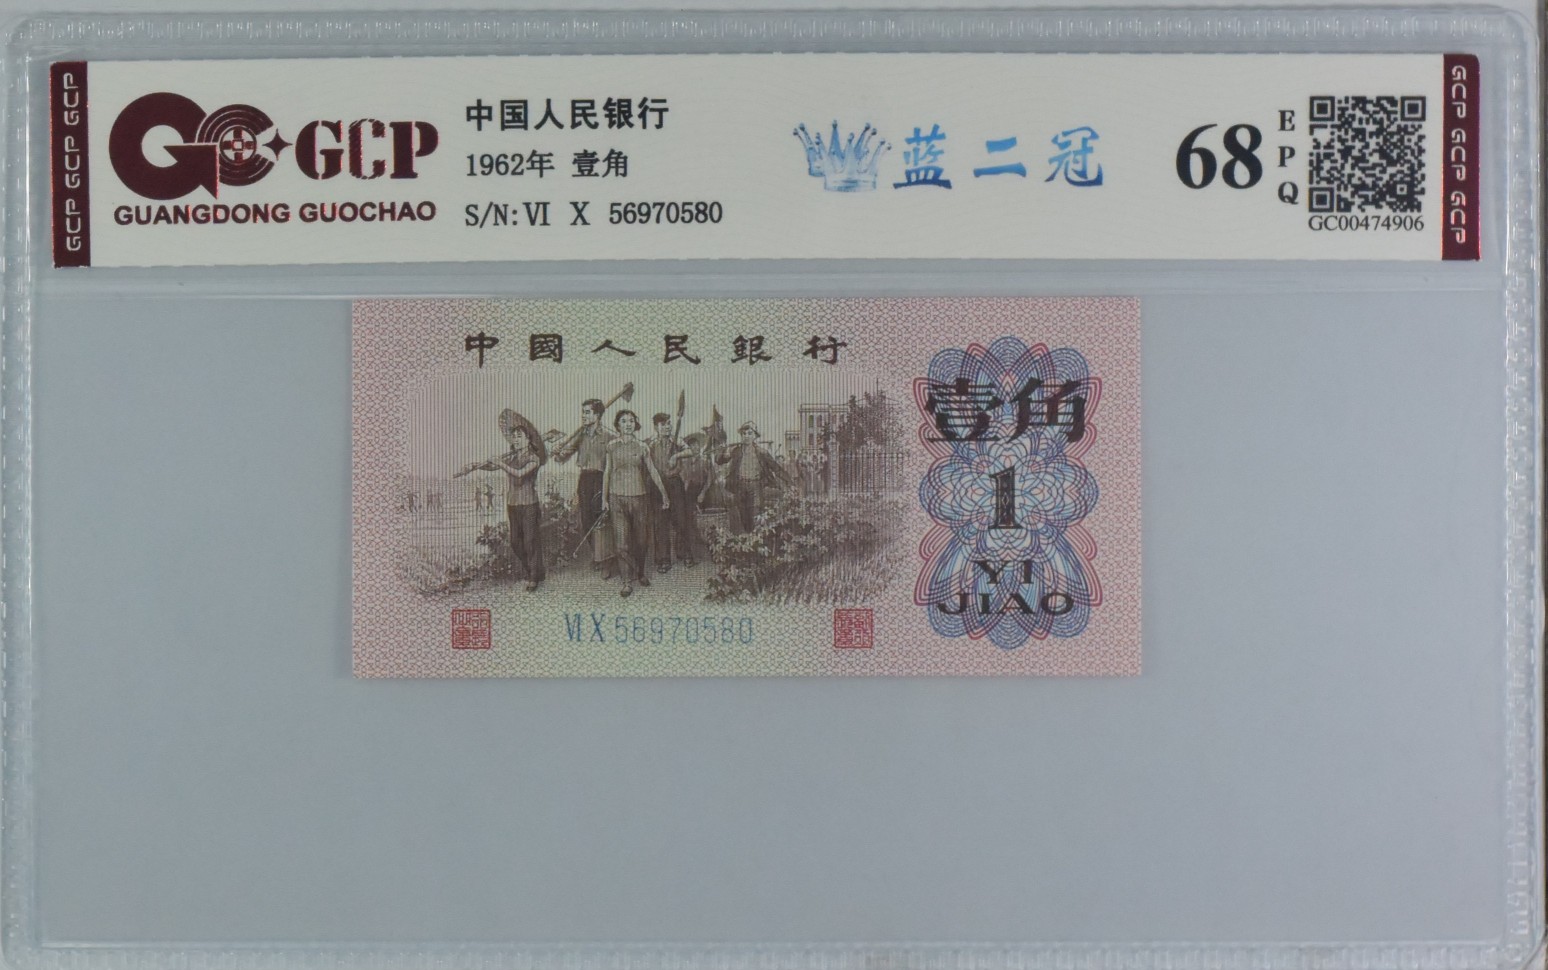 GCP GCP GCP
GCP
GUANGDONG GUOCHAO
中国人民银行
1962年 壹角
S/N: VI X 56970580
蓝二冠
68
EPQ
GC00474906
GCP GCP GCP
中國人民銀行
壹角
1
YI
JIAO
VI X 56970580